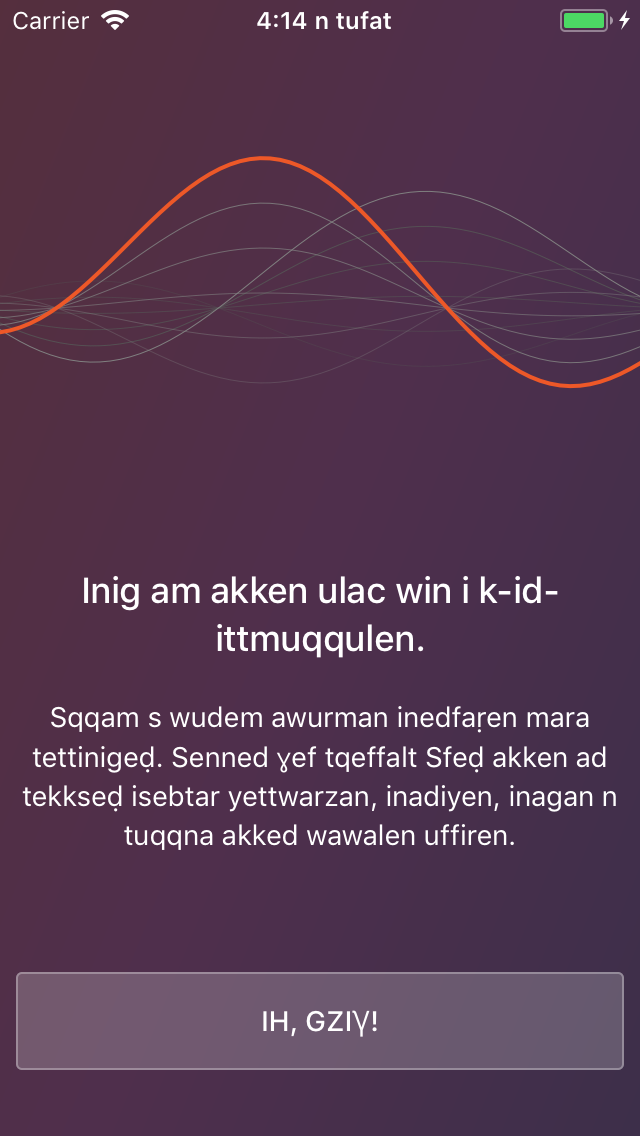 Carrier 4:14 n tufat
Inig am akken ulac win i k-id-
ittmuqqulen.
Sqqam s wudem awurman inedfaṛen mara
tettinigeḍ. Senned ɣef tqeffalt Sfeḍ akken ad
tekkseḍ isebtar yettwarzan, inadiyen, inagan n
tuqqna akked wawalen uffiren.
IH, GZIƔ!